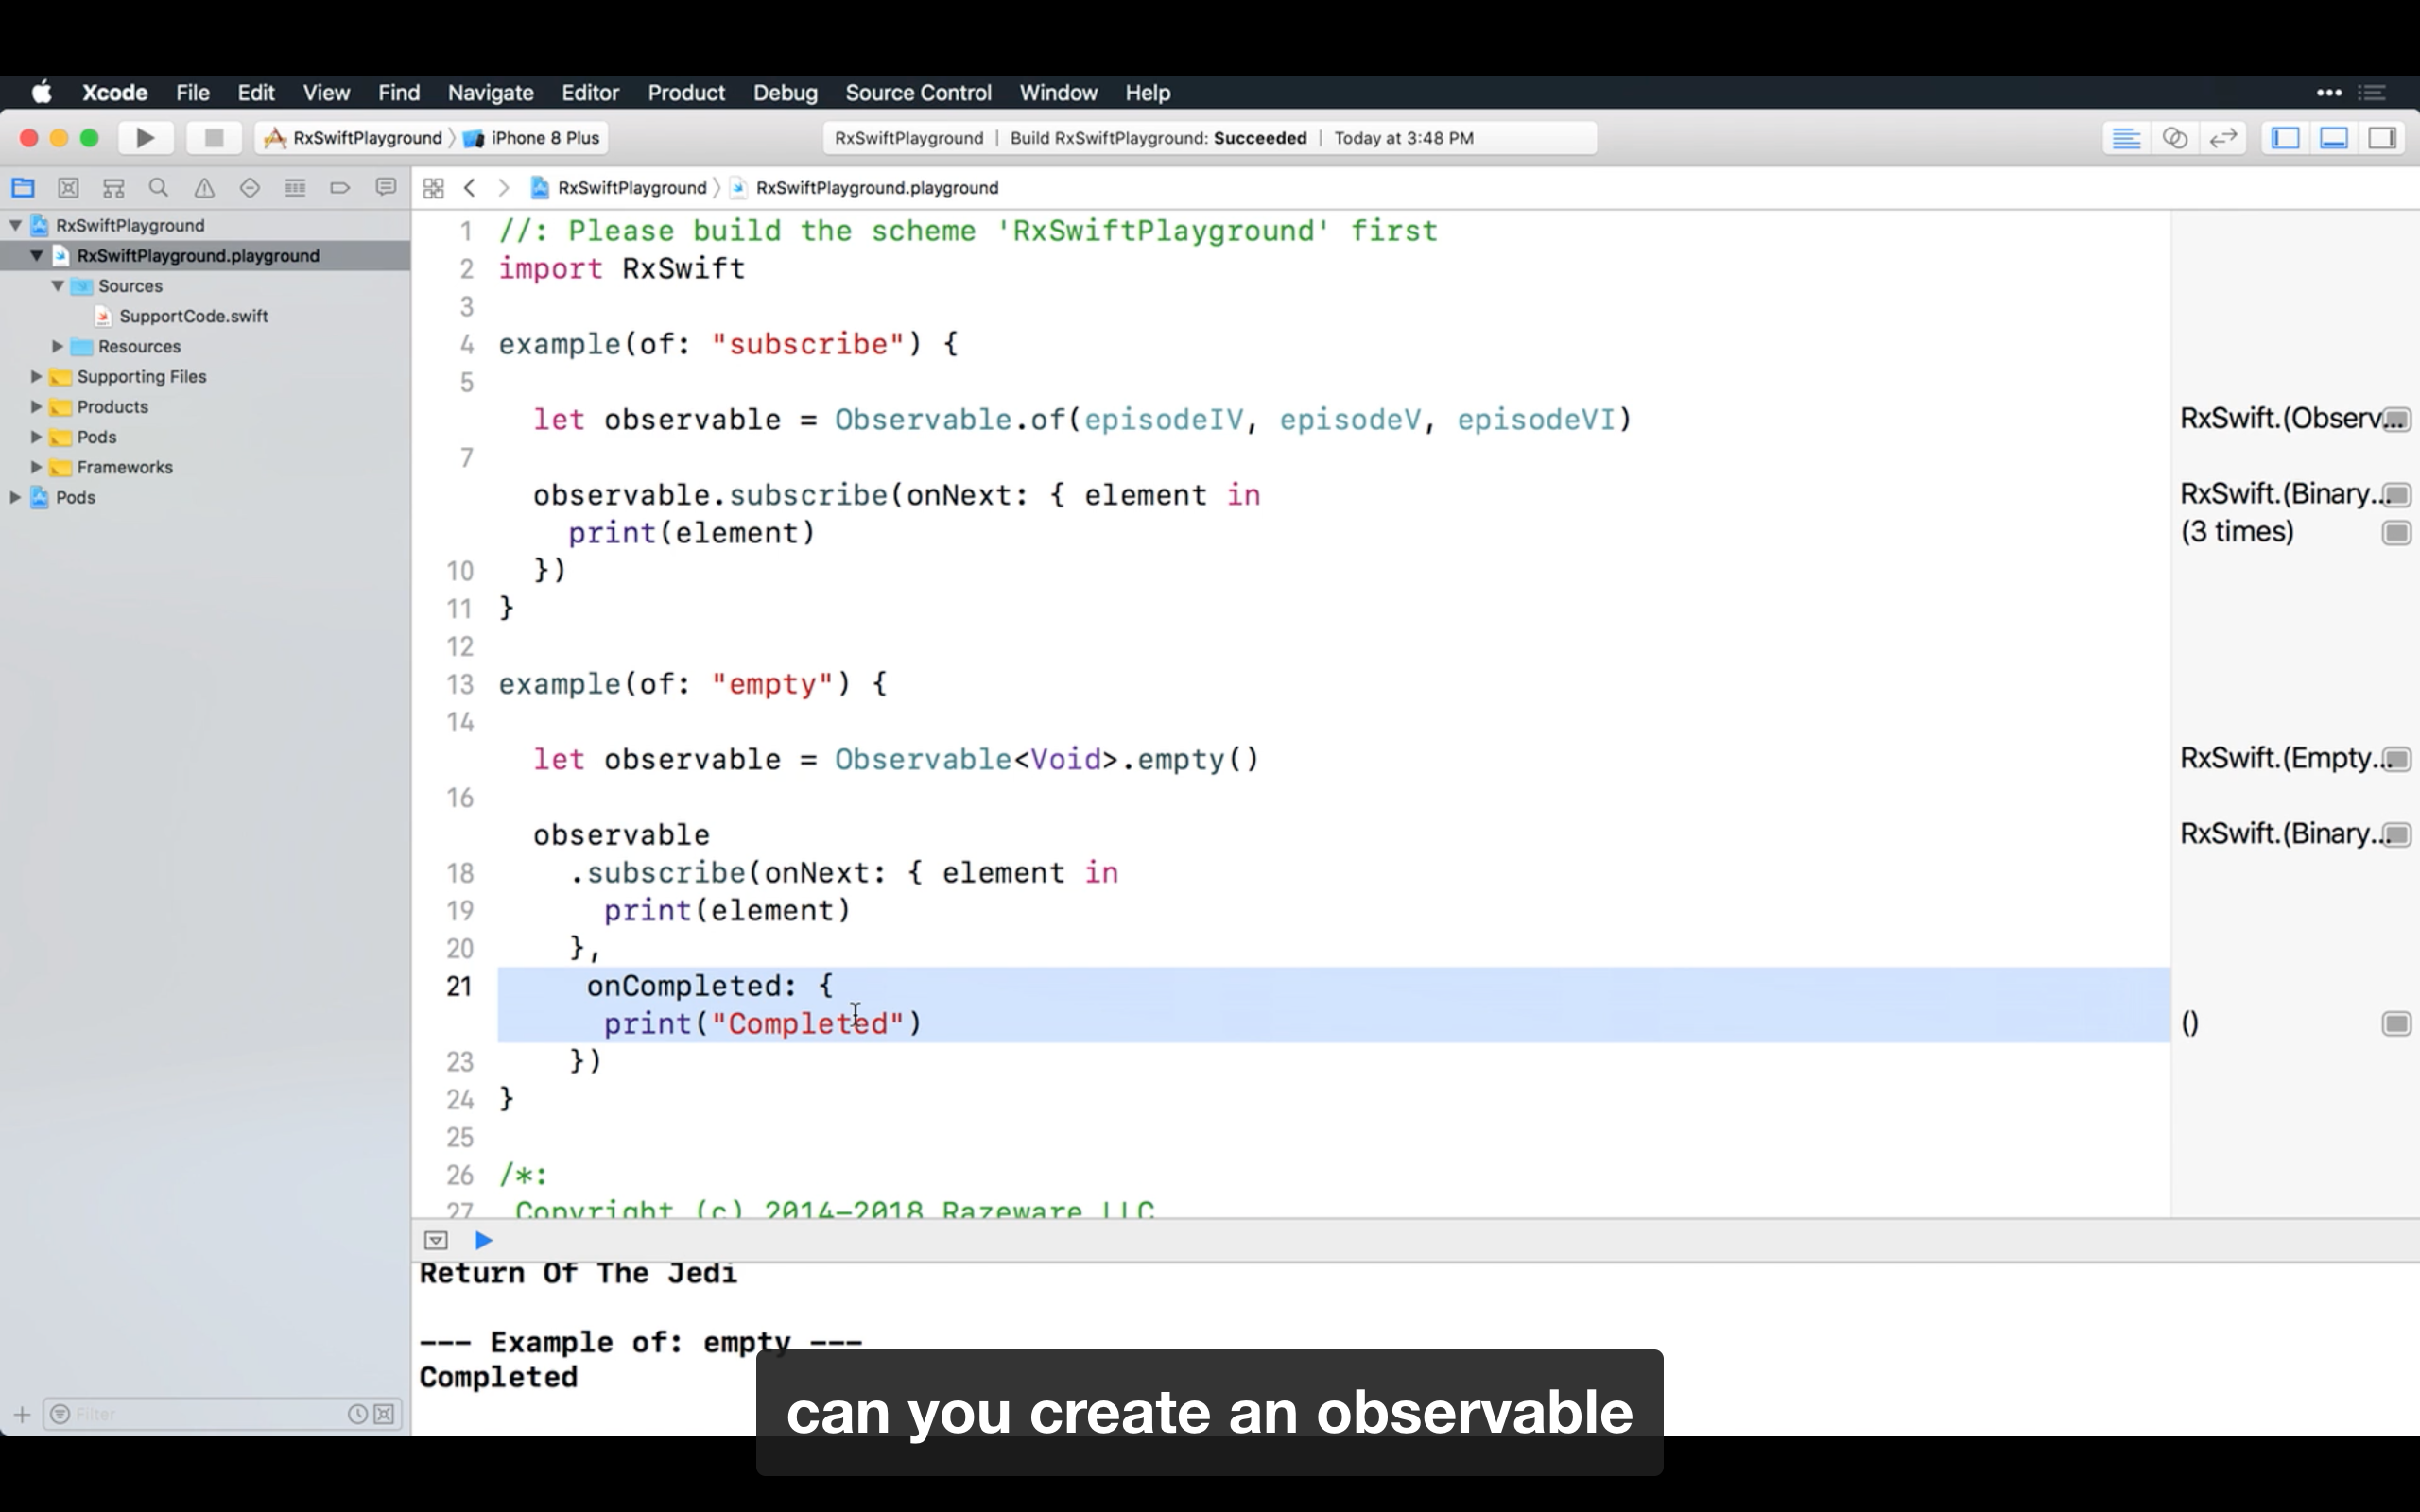 Xcode File Edit View Find Navigate Editor Product Debug Source Control Window Help
RxSwiftPlayground 〉 iPhone 8 Plus
RxSwiftPlayground | Build RxSwiftPlayground: Succeeded | Today at 3:48 PM
RxSwiftPlayground 〉 RxSwiftPlayground.playground
RxSwiftPlayground
RxSwiftPlayground.playground
Sources
SupportCode.swift
Resources
Supporting Files
Products
Pods
Frameworks
Pods
Filter
1 //: Please build the scheme 'RxSwiftPlayground' first
2 import RxSwift
3
4 example(of: "subscribe") {
5
let observable = Observable.of(episodeIV, episodeV, episodeVI)
7
observable.subscribe(onNext: { element in
print(element)
10 })
11 }
12
13 example(of: "empty") {
14
let observable = Observable<Void>.empty()
16
observable
18 .subscribe(onNext: { element in
19 print(element)
20 },
21 onCompleted: {
print("Completed")
23 })
24 }
25
26 /*:
27 Copyright (c) 2014-2018 Razeware LLC
RxSwift.(Observ...
RxSwift.(Binary...
(3 times)
RxSwift.(Empty...
RxSwift.(Binary...
()
Return Of The Jedi
--- Example of: empty ---
Completed
can you create an observable